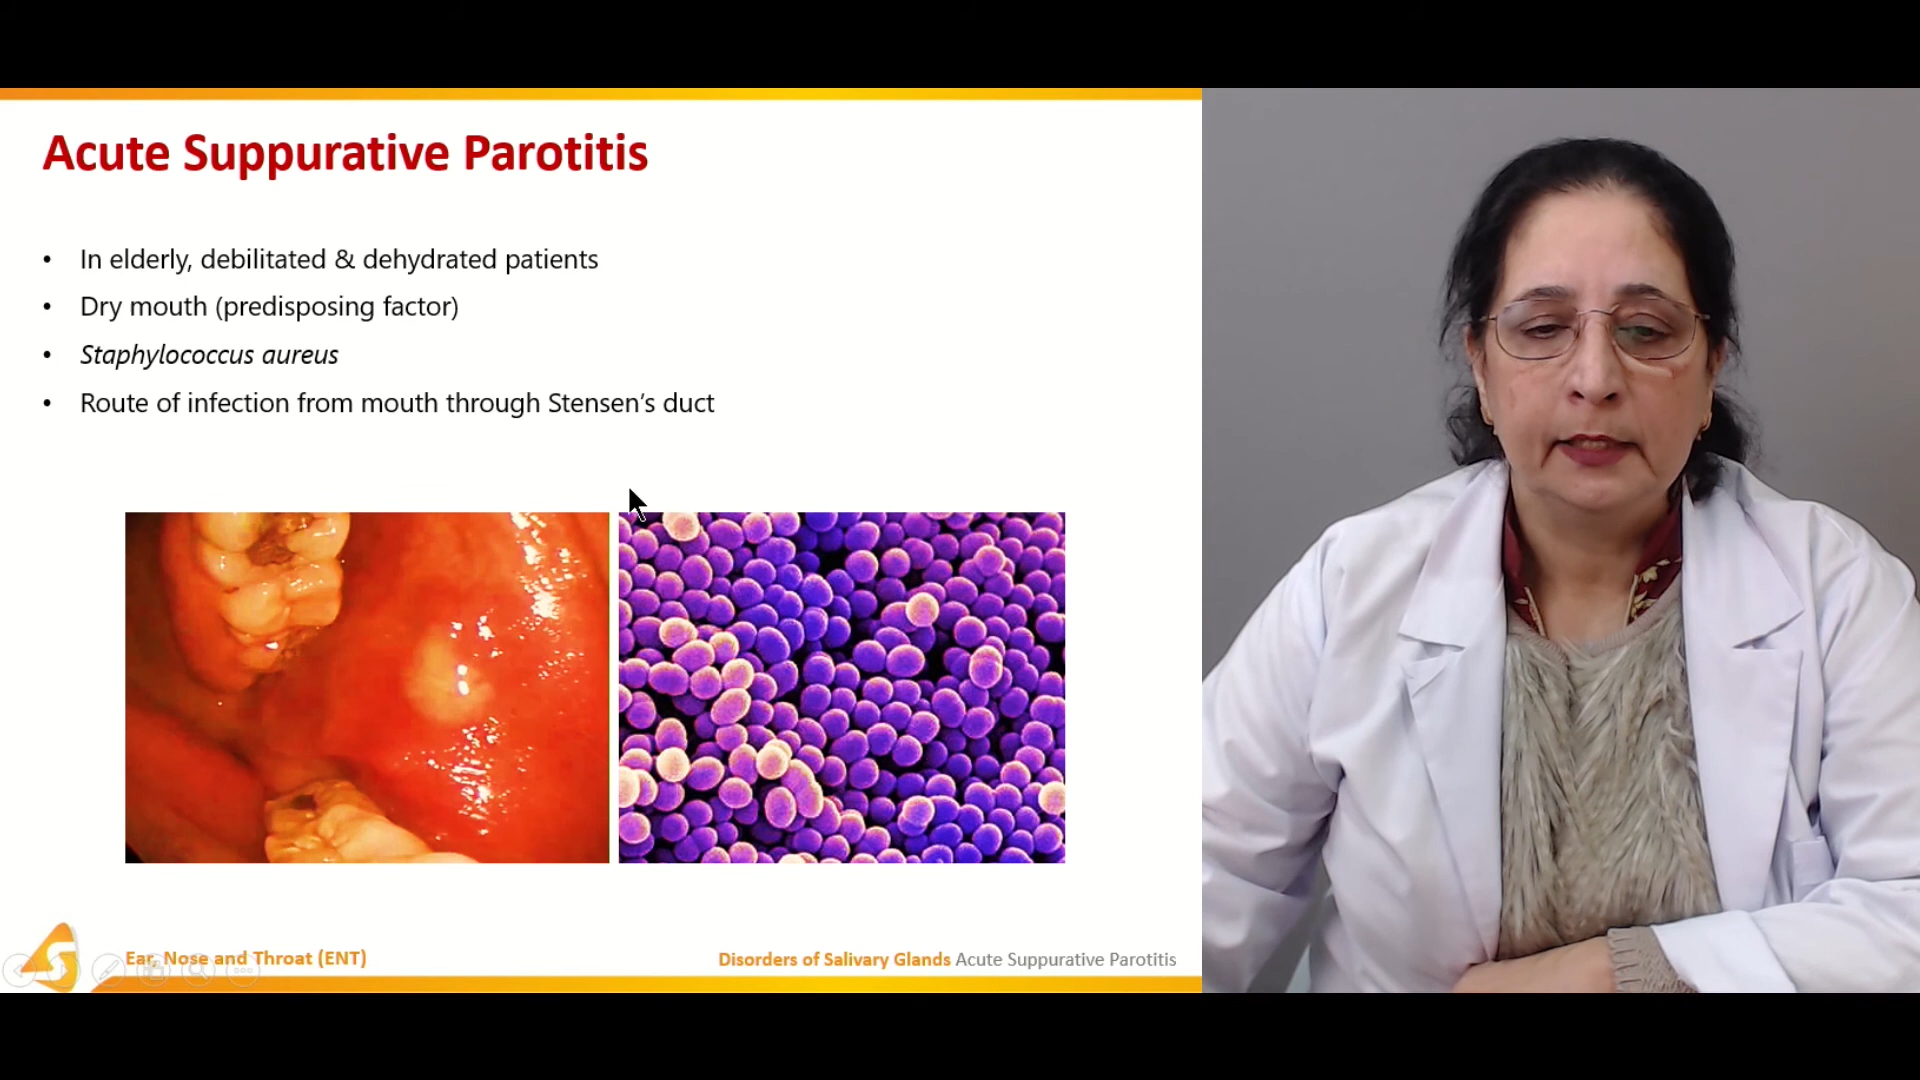 Acute Suppurative Parotitis
• In elderly, debilitated & dehydrated patients
• Dry mouth (predisposing factor)
• Staphylococcus aureus
• Route of infection from mouth through Stensen's duct
Ear, Nose and Throat (ENT)
Disorders of Salivary Glands Acute Suppurative Parotitis